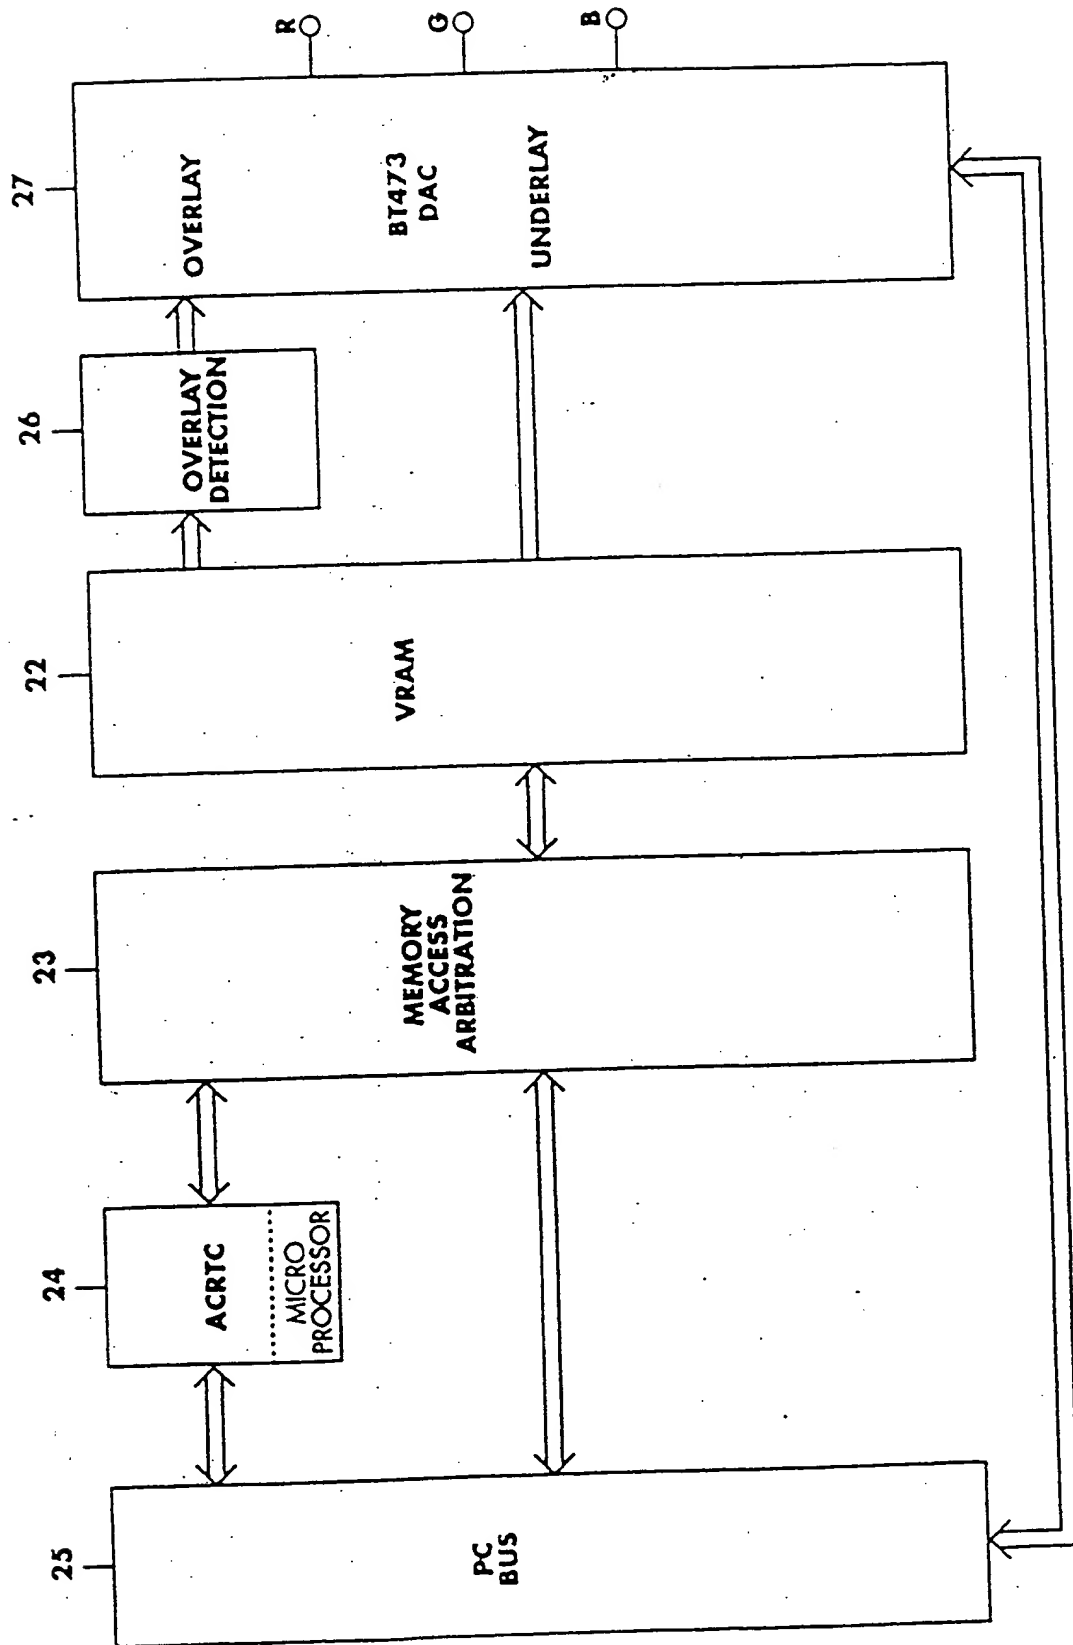 27
26
22
23
24
25
R
G
B
OVERLAY
BT473
DAC
UNDERLAY
OVERLAY
DETECTION
VRAM
MEMORY
ACCESS
ARBITRATION
ACRTC
MICRO
PROCESSOR
PC
BUS